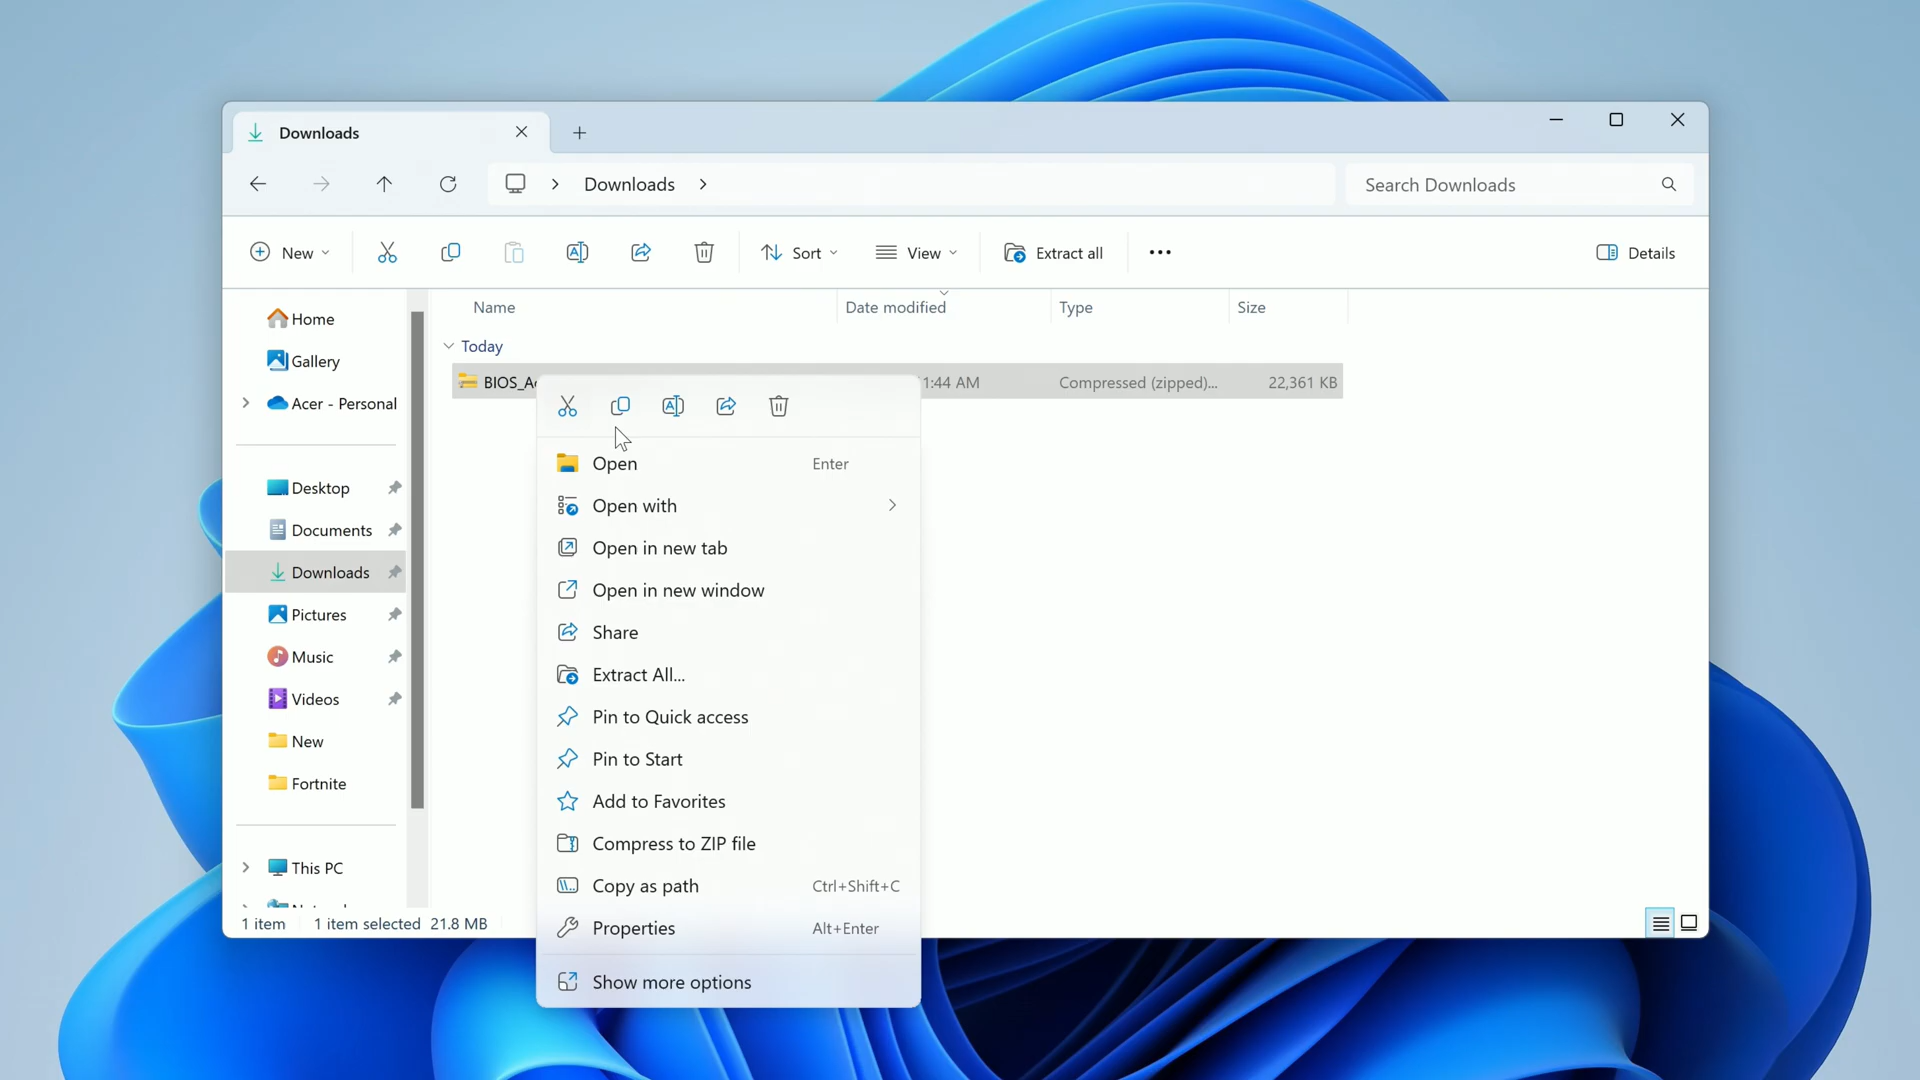 Downloads
Downloads
Search Downloads
New
Sort
View
Extract all
Details
Home
Gallery
Acer - Personal
Desktop
Documents
Downloads
Pictures
Music
Videos
New
Fortnite
This PC
Name Date modified Type Size
Today
1:44 AM Compressed (zipped)... 22,361 KB
Open Enter
Open with
Open in new tab
Open in new window
Share
Extract All...
Pin to Quick access
Pin to Start
Add to Favorites
Compress to ZIP file
Copy as path Ctrl+Shift+C
Properties Alt+Enter
Show more options
1 item 1 item selected 21.8 MB